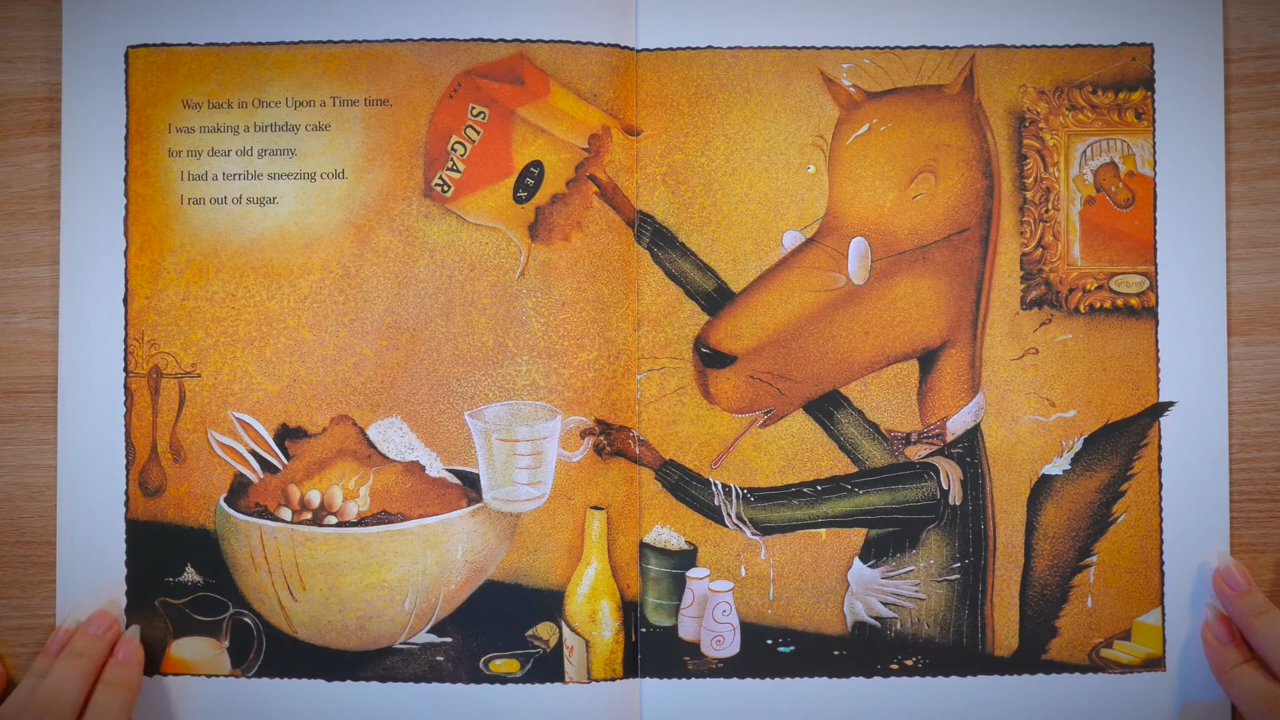 Way back in Once Upon a Time time,
I was making a birthday cake
for my dear old granny.
I had a terrible sneezing cold.
I ran out of sugar.
XXX
SUGAR
TEX
Granny